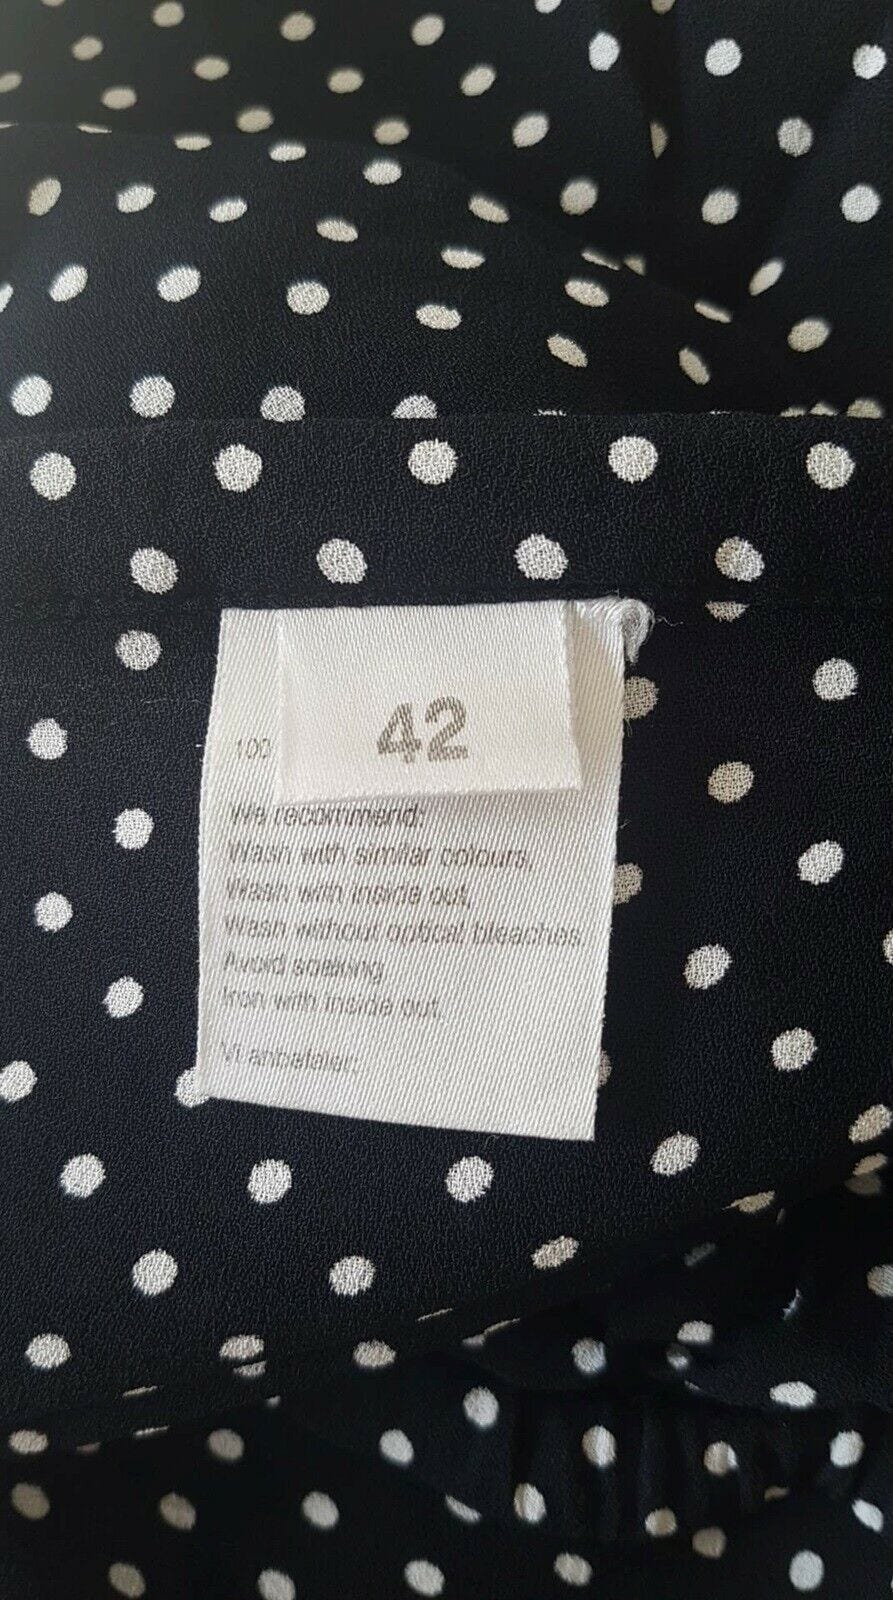 42
100
We recommend:
Wash with similar colours.
Wash with inside out.
Wash without optical bleaches.
Avoid soaking
Iron with inside out.
Vi anbefaler: